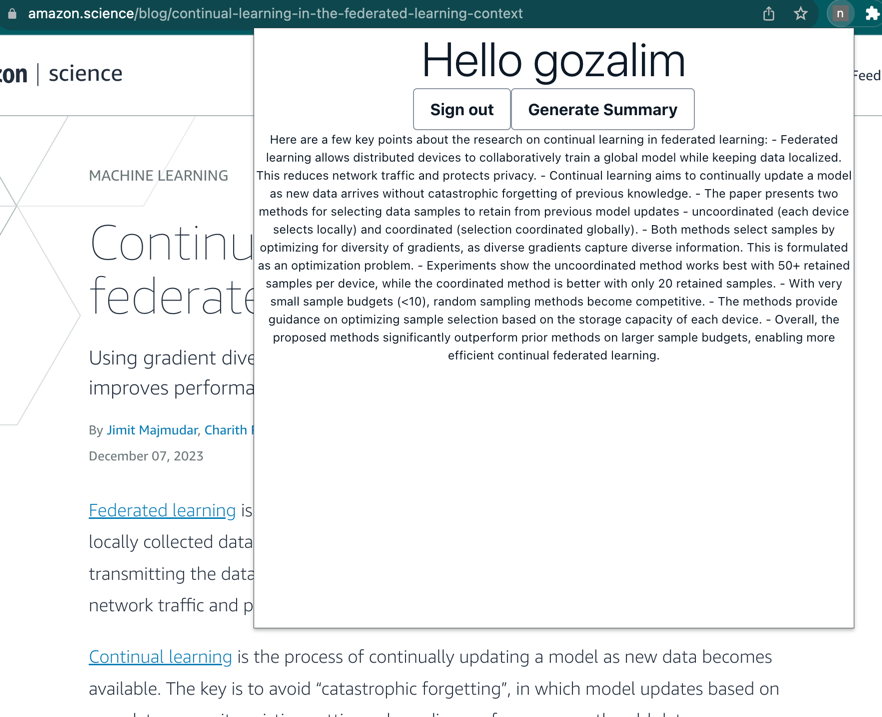 amazon.science/blog/continual-learning-in-the-federated-learning-context
n
on | science
Feed
Hello gozalim
Sign out
Generate Summary
Here are a few key points about the research on continual learning in federated learning: - Federated
learning allows distributed devices to collaboratively train a global model while keeping data localized.
This reduces network traffic and protects privacy. - Continual learning aims to continually update a model
as new data arrives without catastrophic forgetting of previous knowledge. - The paper presents two
methods for selecting data samples to retain from previous model updates - uncoordinated (each device
selects locally) and coordinated (selection coordinated globally). - Both methods select samples by
optimizing for diversity of gradients, as diverse gradients capture diverse information. This is formulated
as an optimization problem. - Experiments show the uncoordinated method works best with 50+ retained
samples per device, while the coordinated method is better with only 20 retained samples. - With very
small sample budgets (<10), random sampling methods become competitive. - The methods provide
guidance on optimizing sample selection based on the storage capacity of each device. - Overall, the
proposed methods significantly outperform prior methods on larger sample budgets, enabling more
efficient continual federated learning.
MACHINE LEARNING
Continu
federate
Using gradient dive
improves performa
By Jimit Majmudar, Charith
December 07, 2023
Federated learning is
locally collected data
transmitting the data
network traffic and p
Continual learning is the process of continually updating a model as new data becomes
available. The key is to avoid “catastrophic forgetting”, in which model updates based on